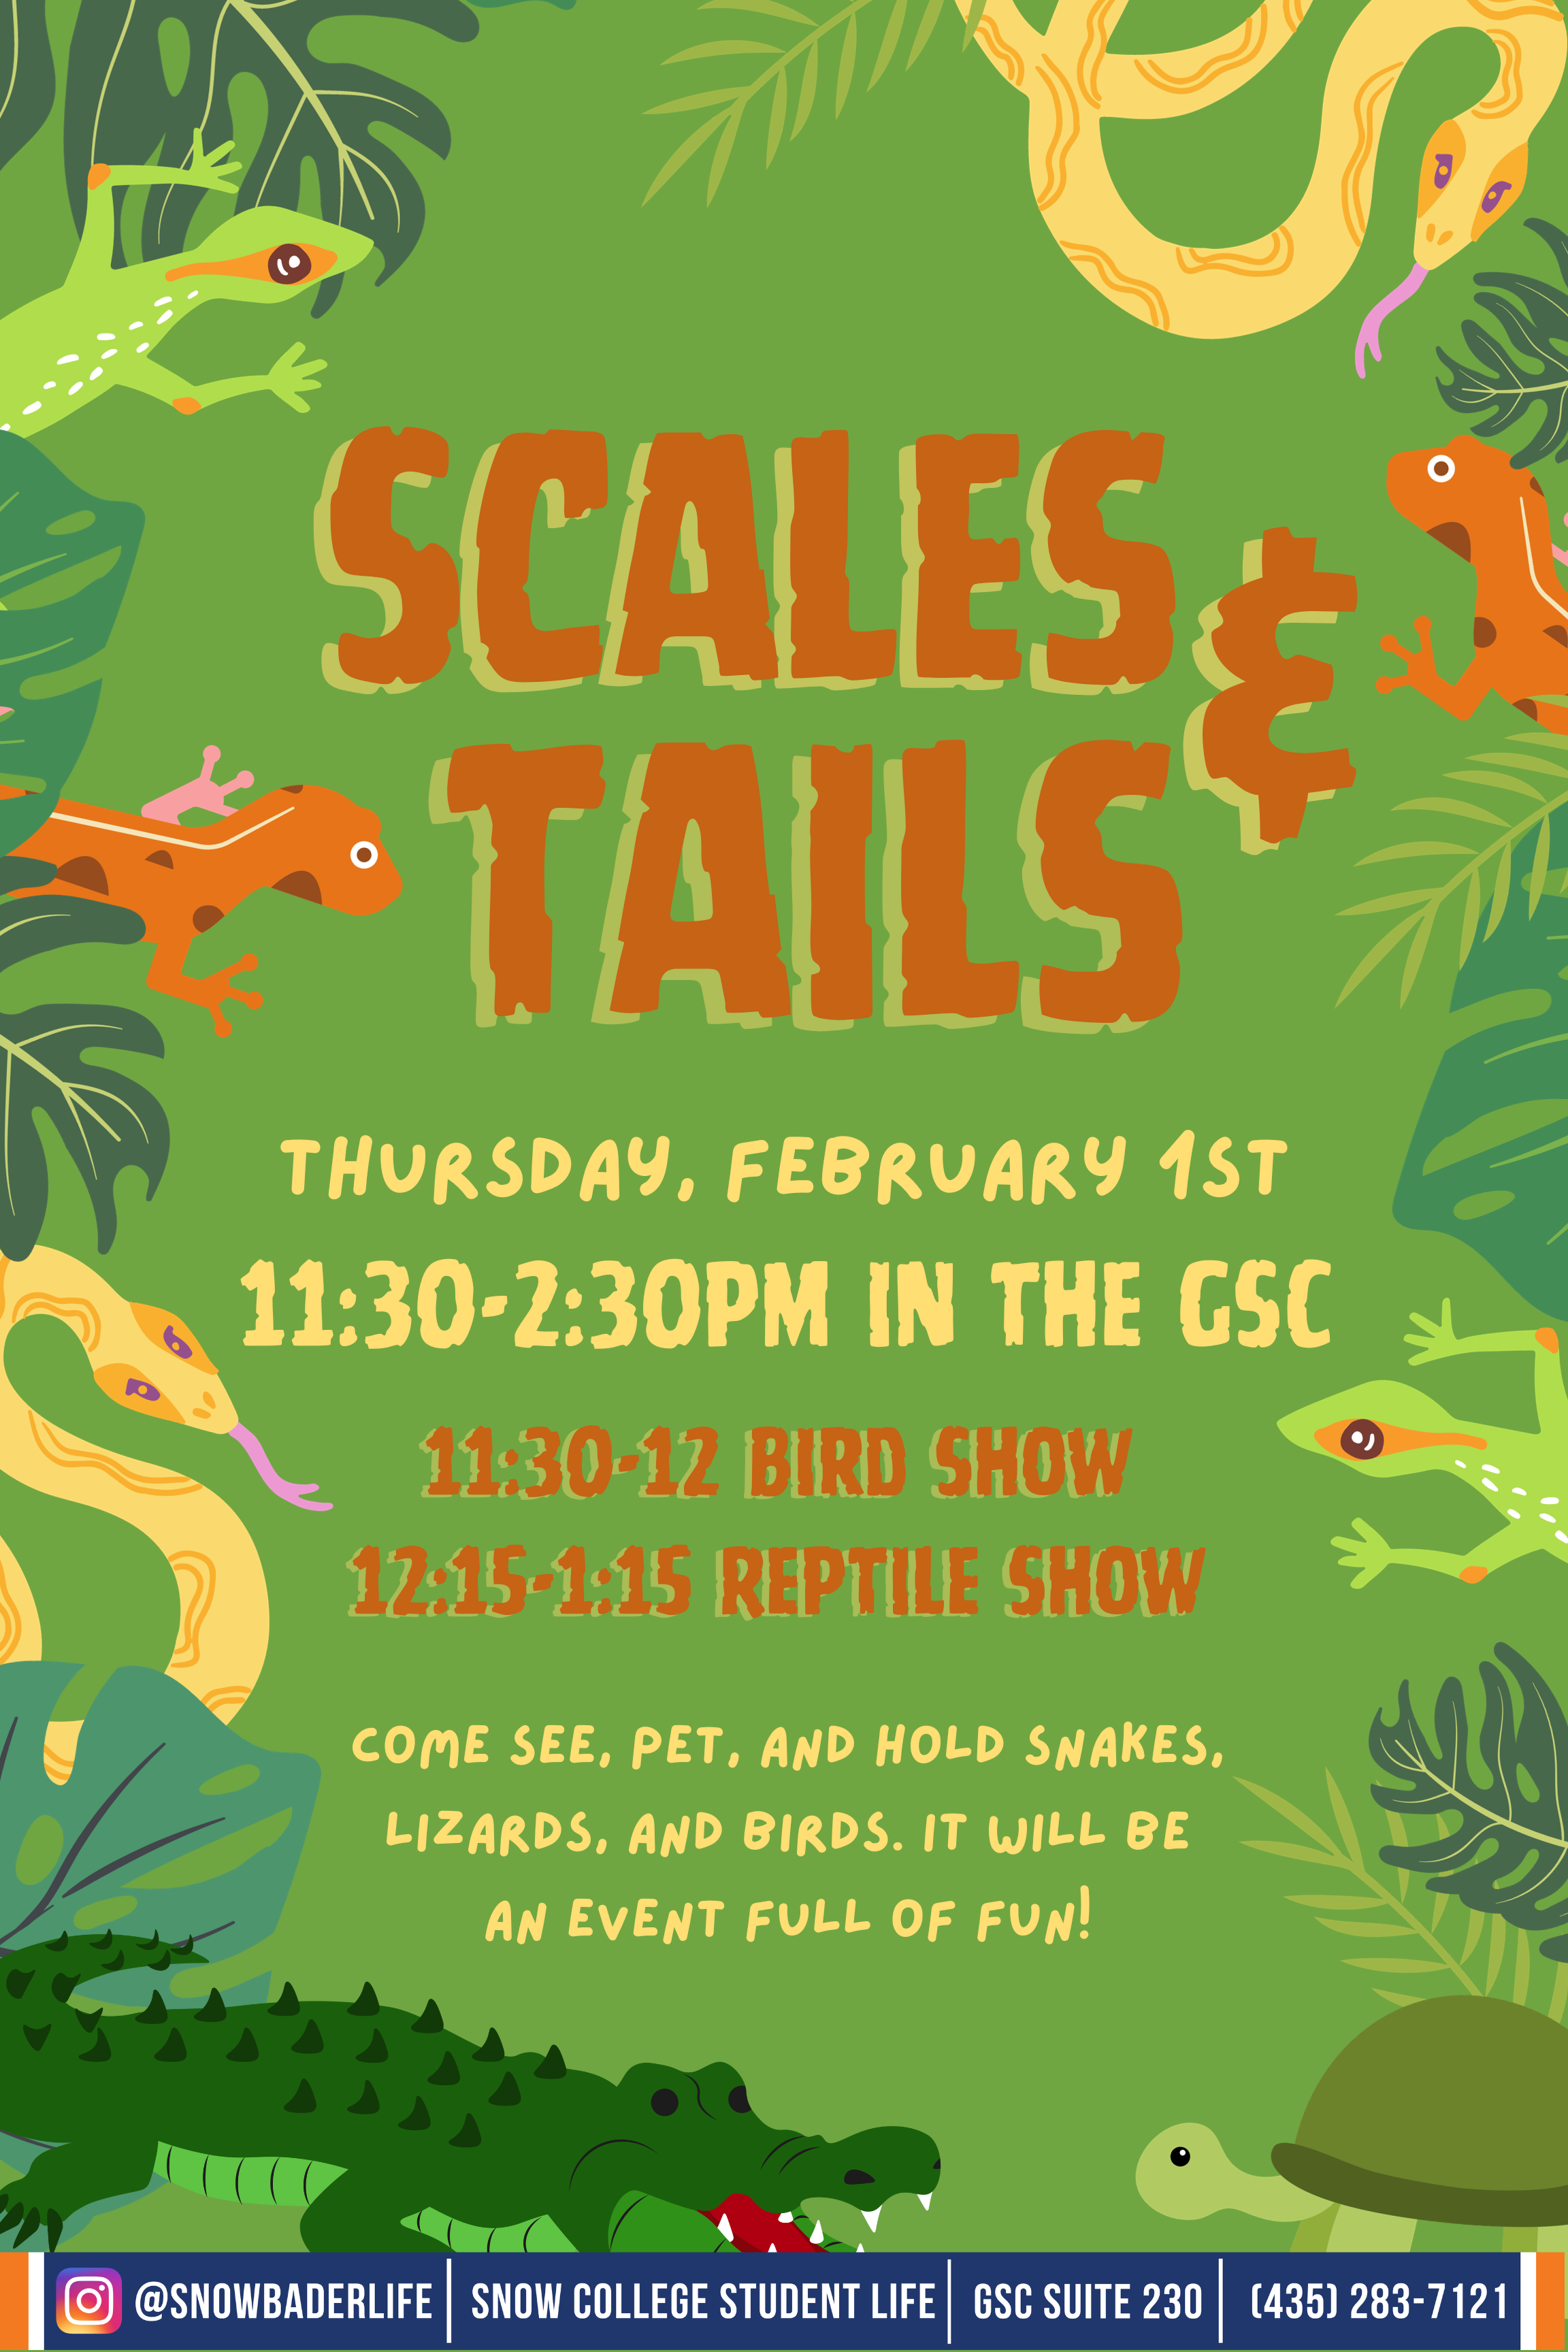 SCALES &
TAILS
THURSDAY, FEBRUARY 1ST
11:30-2:30PM IN THE GSC
11:30-12 BIRD SHOW
12:15-1:15 REPTILE SHOW
COME SEE, PET, AND HOLD SNAKES,
LIZARDS, AND BIRDS. IT WILL BE
AN EVENT FULL OF FUN!
@SNOWBADERLIFE | SNOW COLLEGE STUDENT LIFE | GSC SUITE 230 | (435) 283-7121